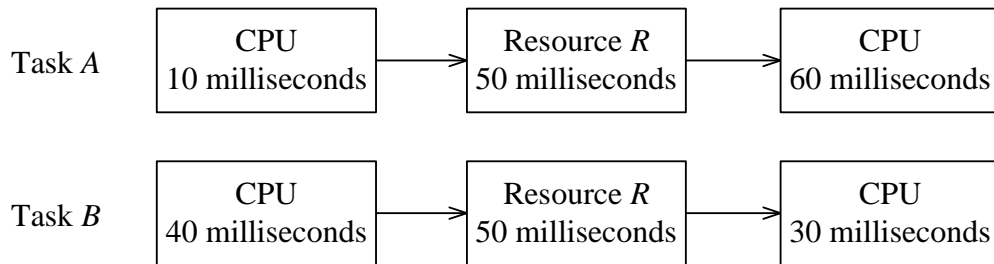 Task A
CPU
10 milliseconds
Resource R
50 milliseconds
CPU
60 milliseconds
Task B
CPU
40 milliseconds
Resource R
50 milliseconds
CPU
30 milliseconds